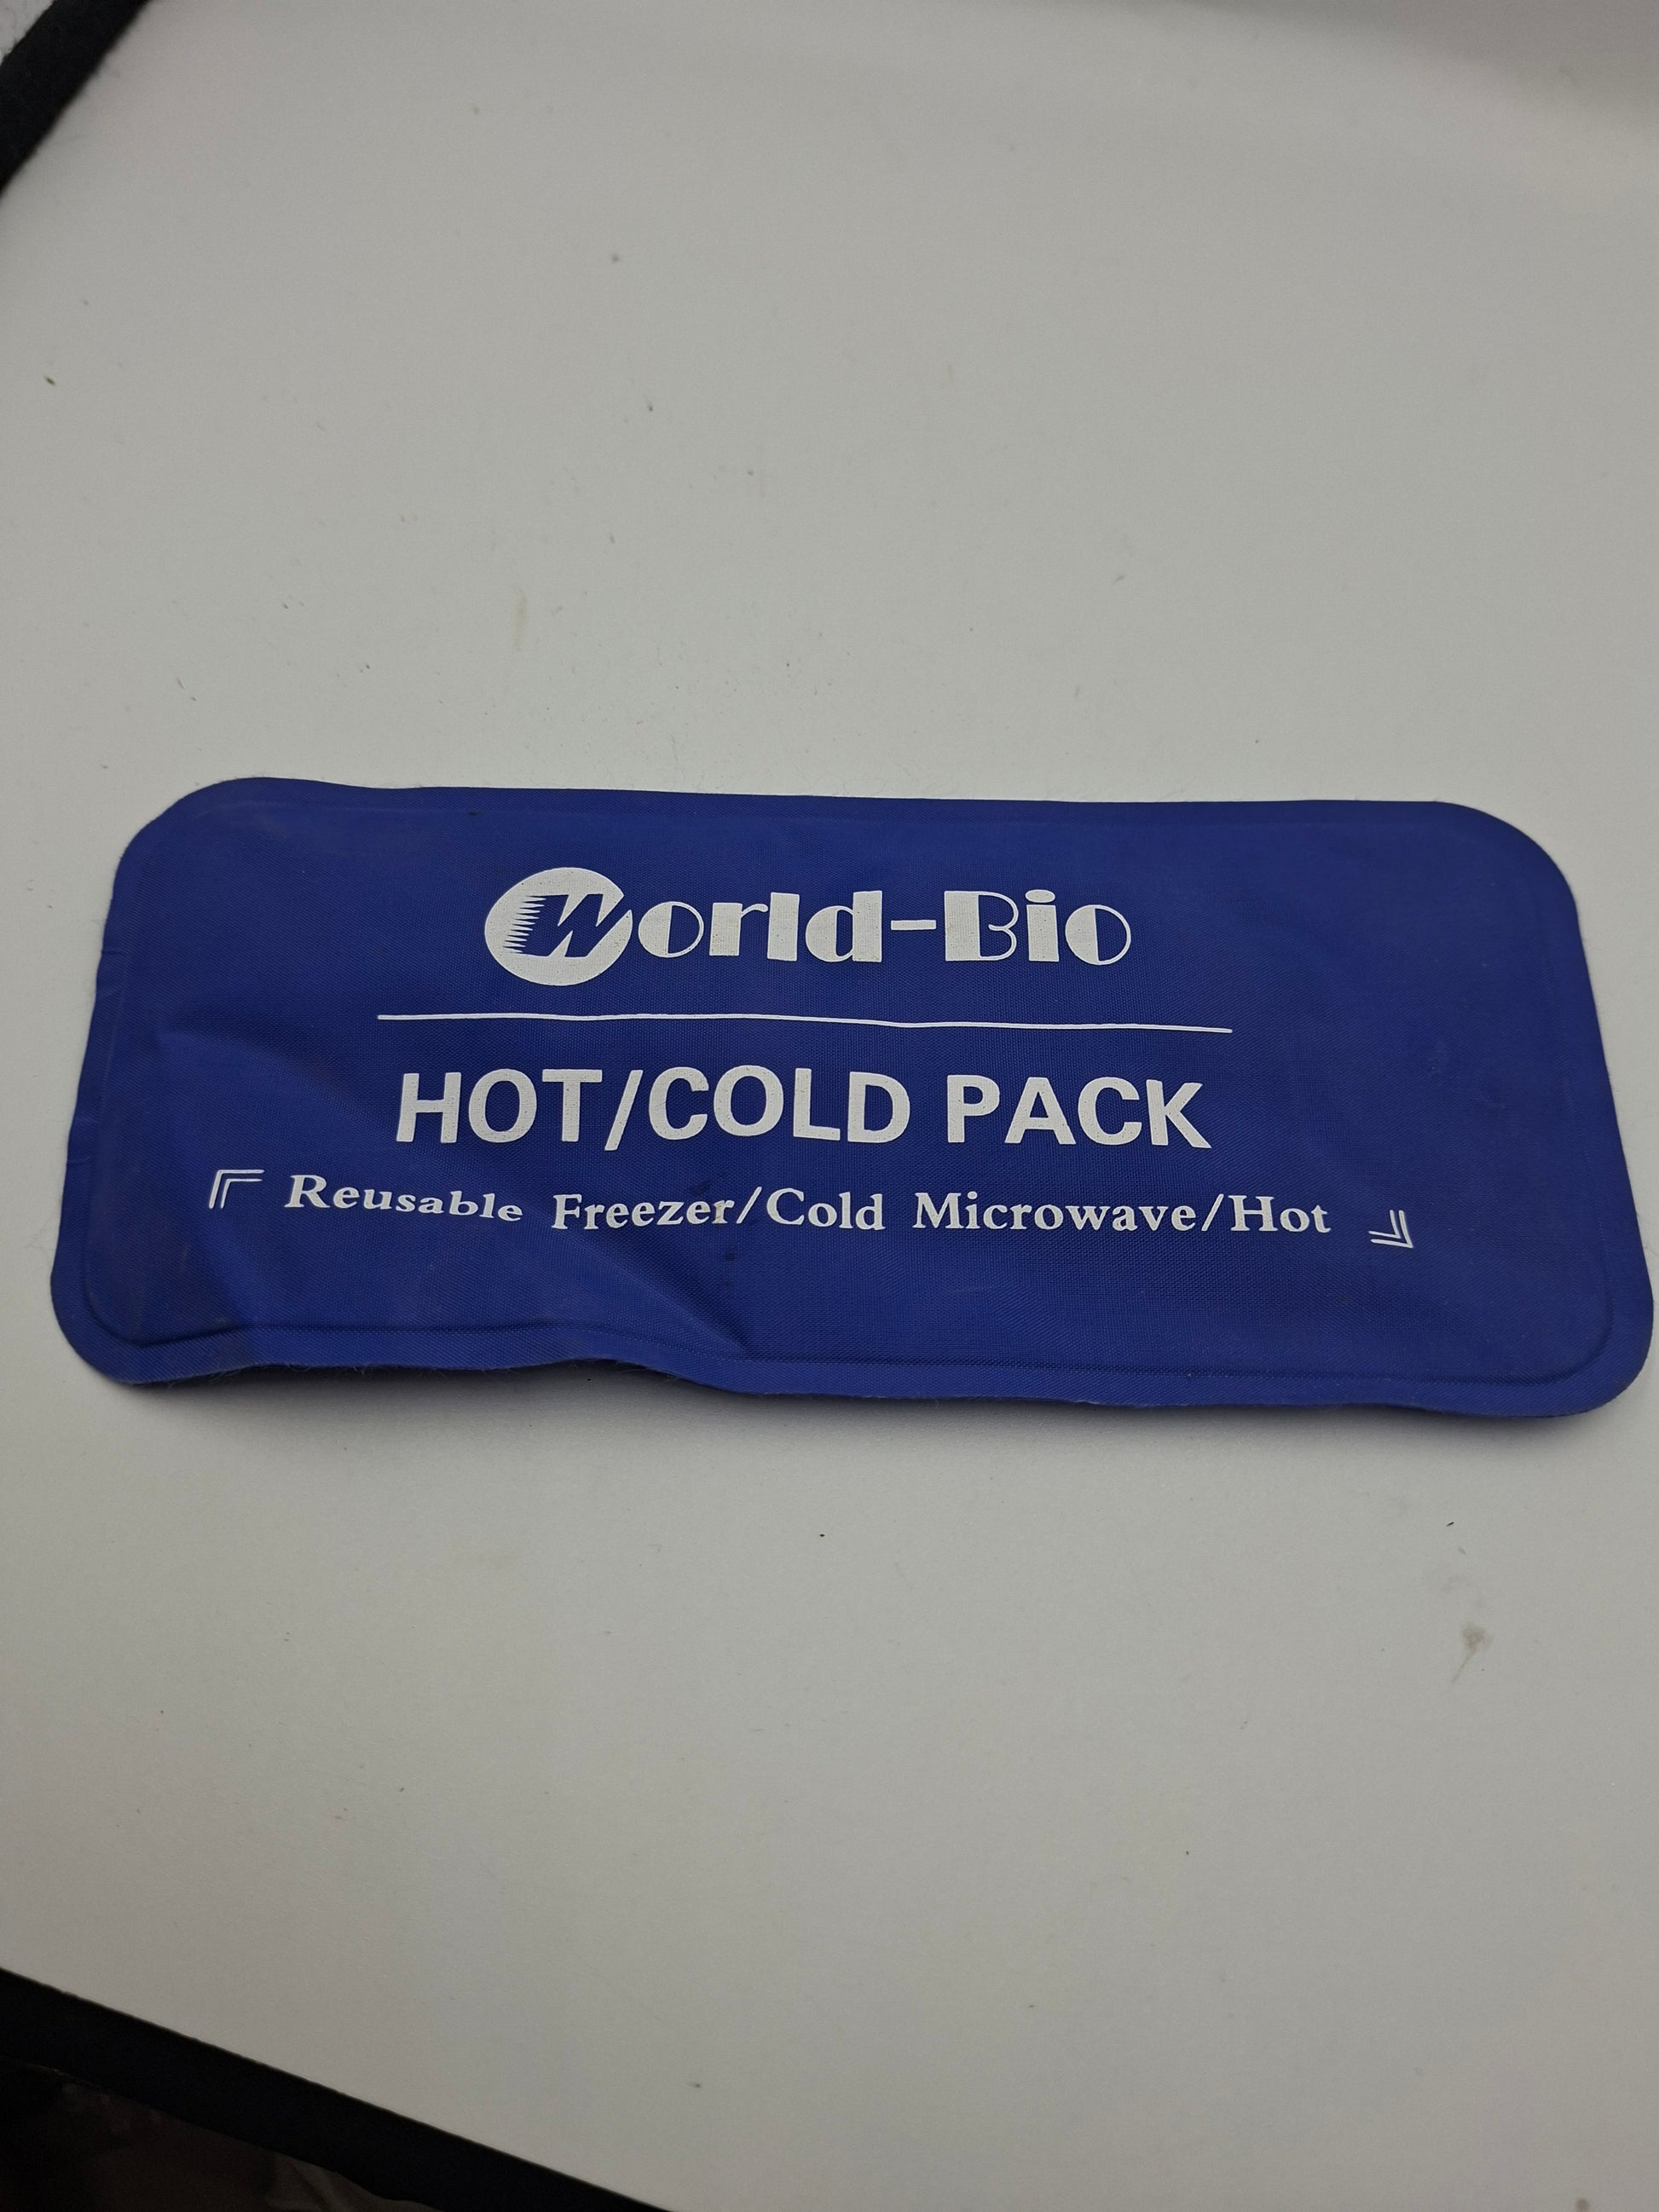 World-Bio
HOT/COLD PACK
『 Reusable Freezer/Cold Microwave/Hot 』